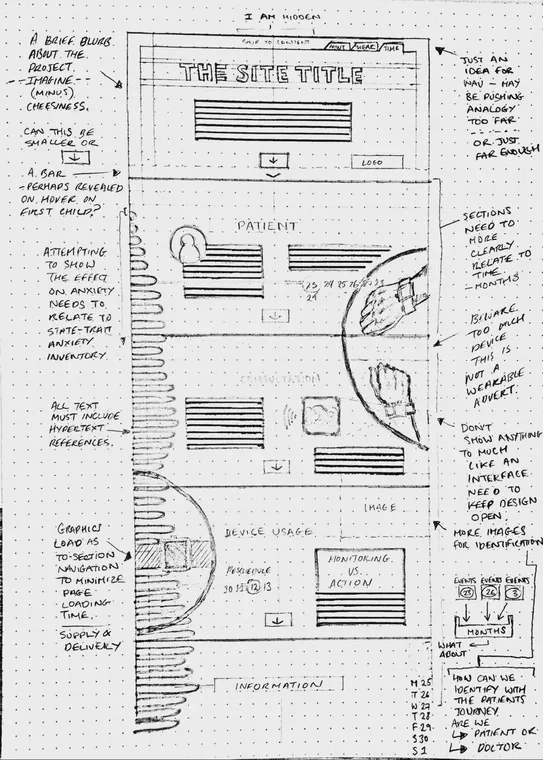 I AM HIDDEN
SKIP TO CONTENT
ABOUT
SHARE
TIME
THE SITE TITLE
LOGO
A BRIEF BLURB
ABOUT THE
PROJECT
IMAGINE
(MINUS)
CHEESINESS.
CAN THIS BE
SMALLER OR
A BAR
- PERHAPS REVEALED
ON HOVER ON
FIRST CHILD?
ATTEMPTING
TO SHOW
THE EFFECT
ON ANXIETY
NEEDS TO
RELATE TO
STATE-TRAIT
ANXIETY
INVENTORY
ALL TEXT
MUST INCLUDE
HYPERTEXT
REFERENCES.
GRAPHICS
LOAD AS
TO-SECTION
NAVIGATION
TO MINIMIZE
PAGE
LOADING
TIME.
SUPPLY &
DELIVERY
PATIENT
23 24 25 26
29
CONSULTATION
IMAGE
DEVICE USAGE
RESCHEDULE
10 11 12 13
MONITORING
VS.
ACTION
INFORMATION
JUST AN
IDEA FOR
NAV - MAY
BE PUSHING
ANALOGY
TOO FAR
OR JUST
FAR ENOUGH
SECTIONS
NEED TO
MORE
CLEARLY
RELATE TO
TIME
- MONTHS
BEWARE
TOO MUCH
DEVICE
THIS IS
NOT A
WEARABLE
ADVERT.
DON'T
SHOW ANYTHING
TO MUCH
LIKE AN
INTERFACE
NEED TO
KEEP DESIGN
OPEN.
MORE IMAGES
FOR IDENTIFICATION
EVENTS EVENTS EVENTS
23 26 3
MONTHS
WHAT
ABOUT
M 25
T 26
W 27
T 28
F 29
S 30
S 1
HOW CAN WE
IDENTIFY WITH
THE PATIENTS
JOURNEY
ARE WE
PATIENT OR
DOCTOR